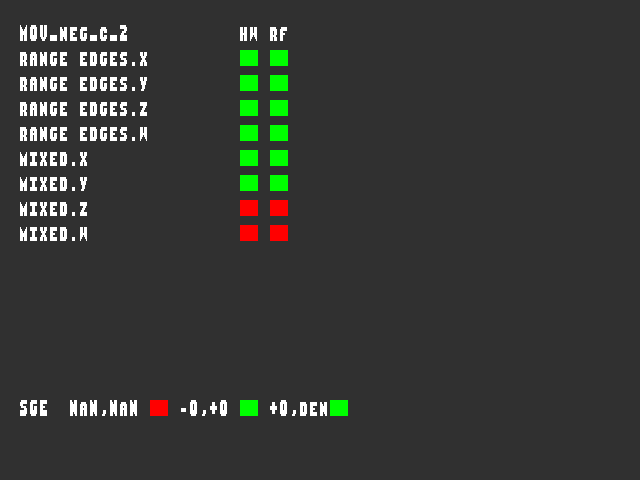 MOV_NEG_C_2 HW RF
RANGE EDGES.X
RANGE EDGES.Y
RANGE EDGES.Z
RANGE EDGES.W
MIXED.X
MIXED.Y
MIXED.Z
MIXED.W
SGE NAN,NAN -0,+0 +0,DEN